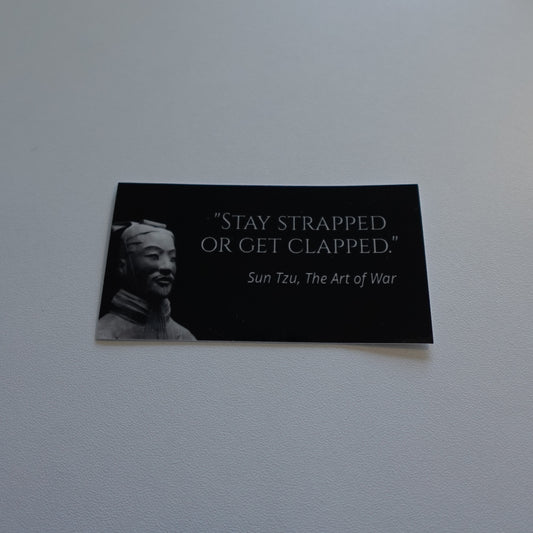 "STAY STRAPPED
OR GET CLAPPED."
Sun Tzu, The Art of War